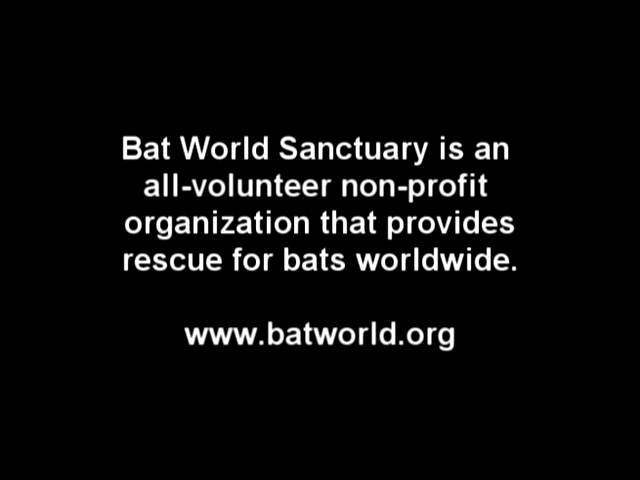 Bat World Sanctuary is an
all-volunteer non-profit
organization that provides
rescue for bats worldwide.
www.batworld.org